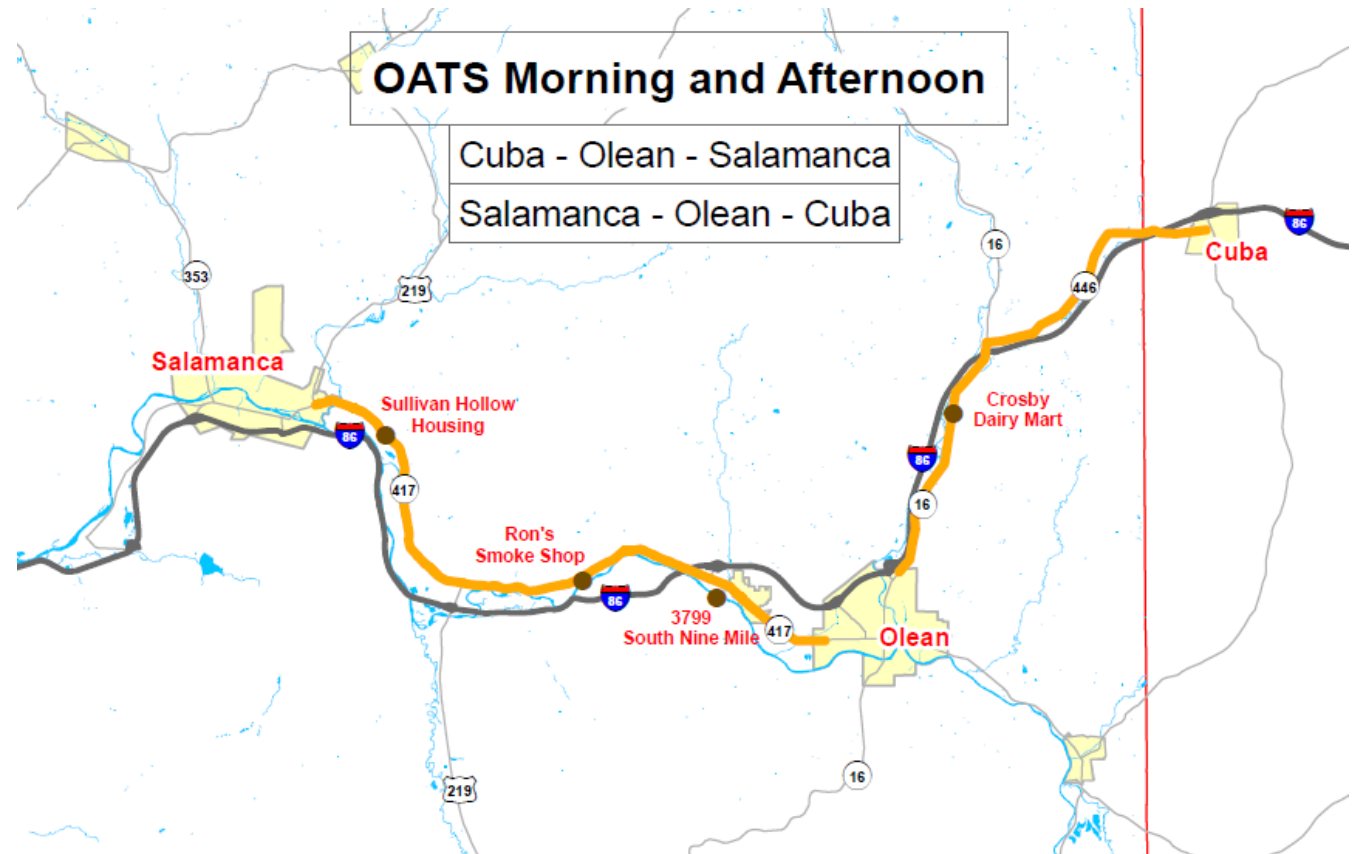 OATS Morning and Afternoon
Cuba - Olean - Salamanca
Salamanca - Olean - Cuba
86
Cuba
16
353
219
446
Salamanca
Sullivan Hollow
Housing
Crosby
Dairy Mart
86
86
417
16
Ron's
Smoke Shop
86
3799
South Nine Mile
417
Olean
16
219